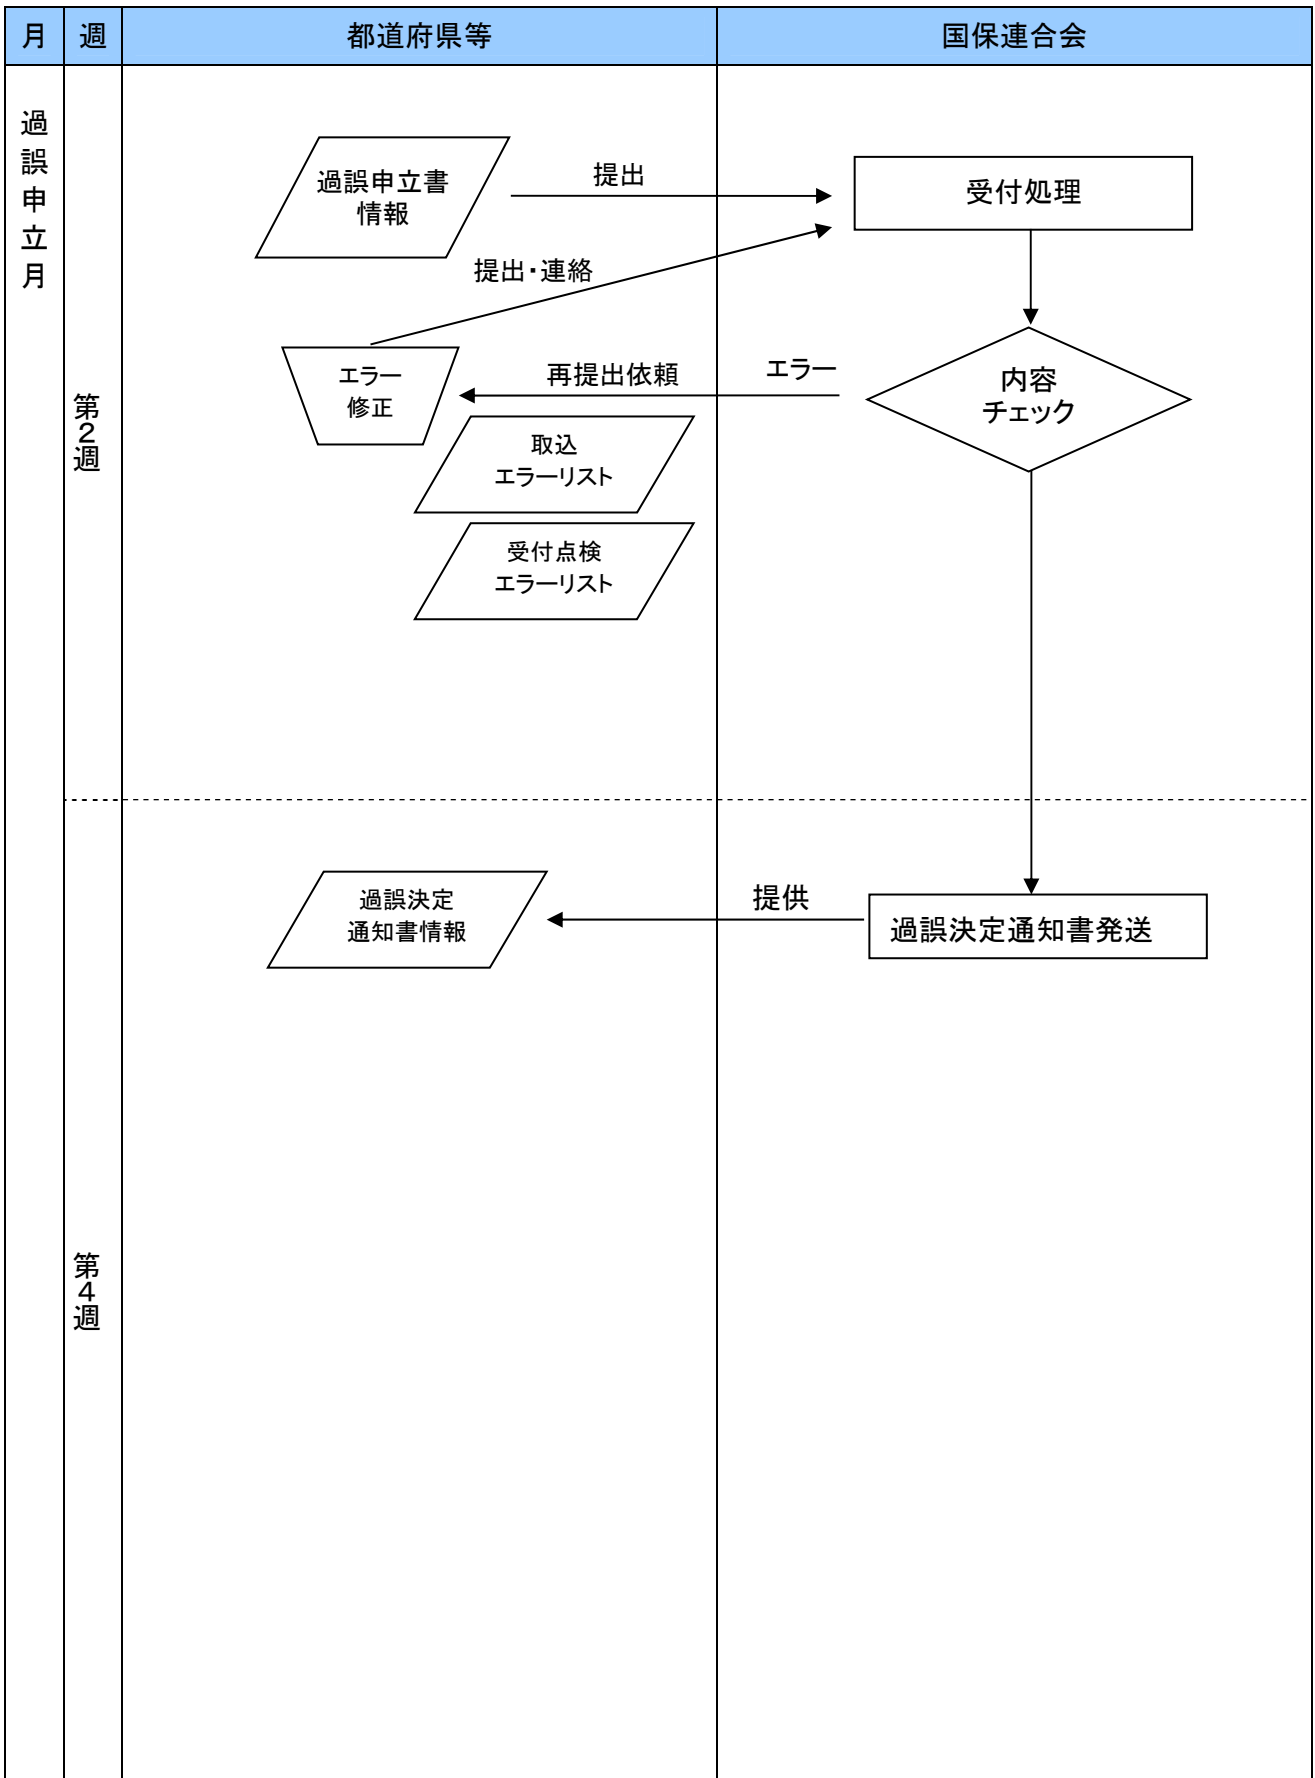 月 週 都道府県等 国保連合会
過誤申立月
過誤申立書
情報
提出
受付処理
提出・連絡
エラー
修正
再提出依頼
エラー
内容
チェック
第2週
取込
エラーリスト
受付点検
エラーリスト
過誤決定
通知書情報
提供
過誤決定通知書発送
第4週